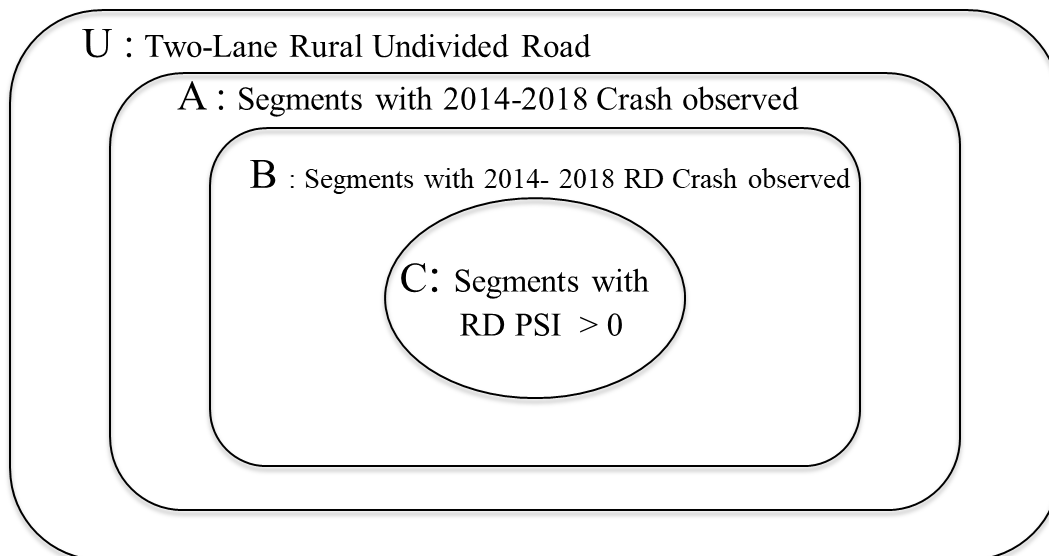 U : Two-Lane Rural Undivided Road
A : Segments with 2014-2018 Crash observed
B : Segments with 2014- 2018 RD Crash observed
C: Segments with
RD PSI > 0